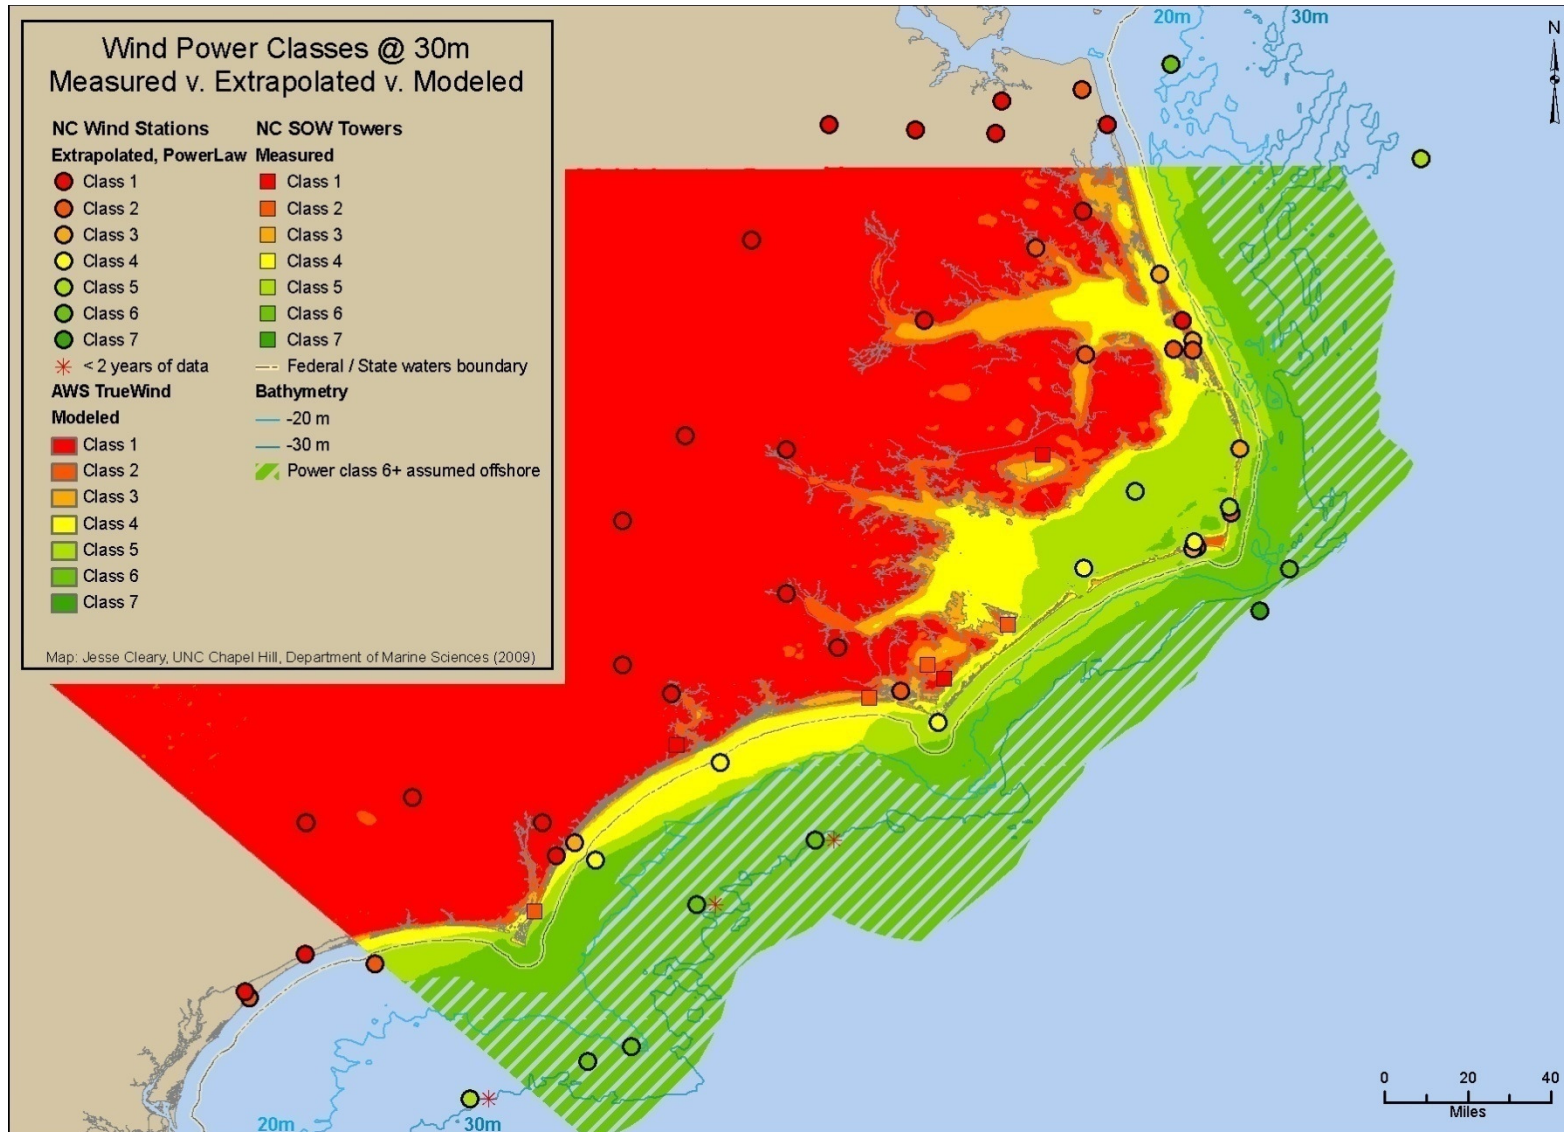 Wind Power Classes @ 30m
Measured v. Extrapolated v. Modeled
NC Wind Stations
Extrapolated, PowerLaw
Class 1
Class 2
Class 3
Class 4
Class 5
Class 6
Class 7
< 2 years of data
AWS TrueWind
Modeled
Class 1
Class 2
Class 3
Class 4
Class 5
Class 6
Class 7
NC SOW Towers
Measured
Class 1
Class 2
Class 3
Class 4
Class 5
Class 6
Class 7
Federal / State waters boundary
Bathymetry
-20 m
-30 m
Power class 6+ assumed offshore
Map: Jesse Cleary, UNC Chapel Hill, Department of Marine Sciences (2009)
20m
30m
N
20m
30m
0 20 40
Miles